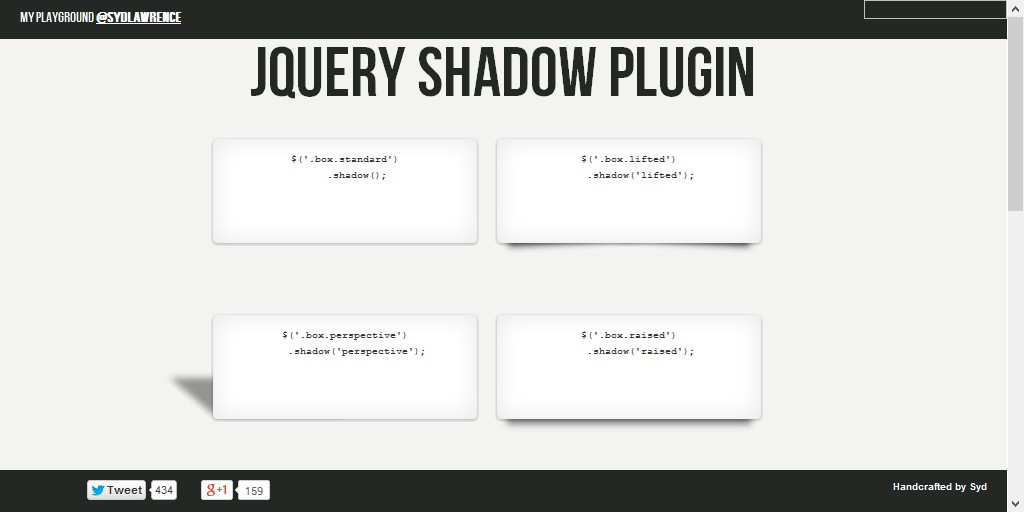 MY PLAYGROUND @SYDLAWRENCE
JQUERY SHADOW PLUGIN
$('.box.standard')
.shadow();
$('.box.lifted')
.shadow('lifted');
$('.box.perspective')
.shadow('perspective');
$('.box.raised')
.shadow('raised');
Tweet 434 g+1 159 Handcrafted by Syd